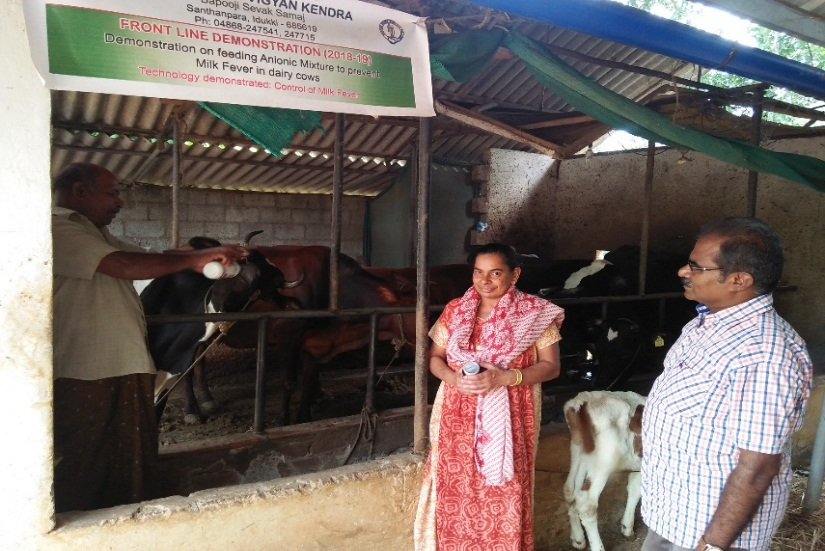 GYAN KENDRA
Bapooji Sevak Samaj
Santhanpara, Idukki - 685619
Ph: 04868-247541, 247715
FRONT LINE DEMONSTRATION (2018-19)
Demonstration on feeding Anionic Mixture to prevent
Milk Fever in dairy cows
Technology demonstrated: Control of Milk Fever